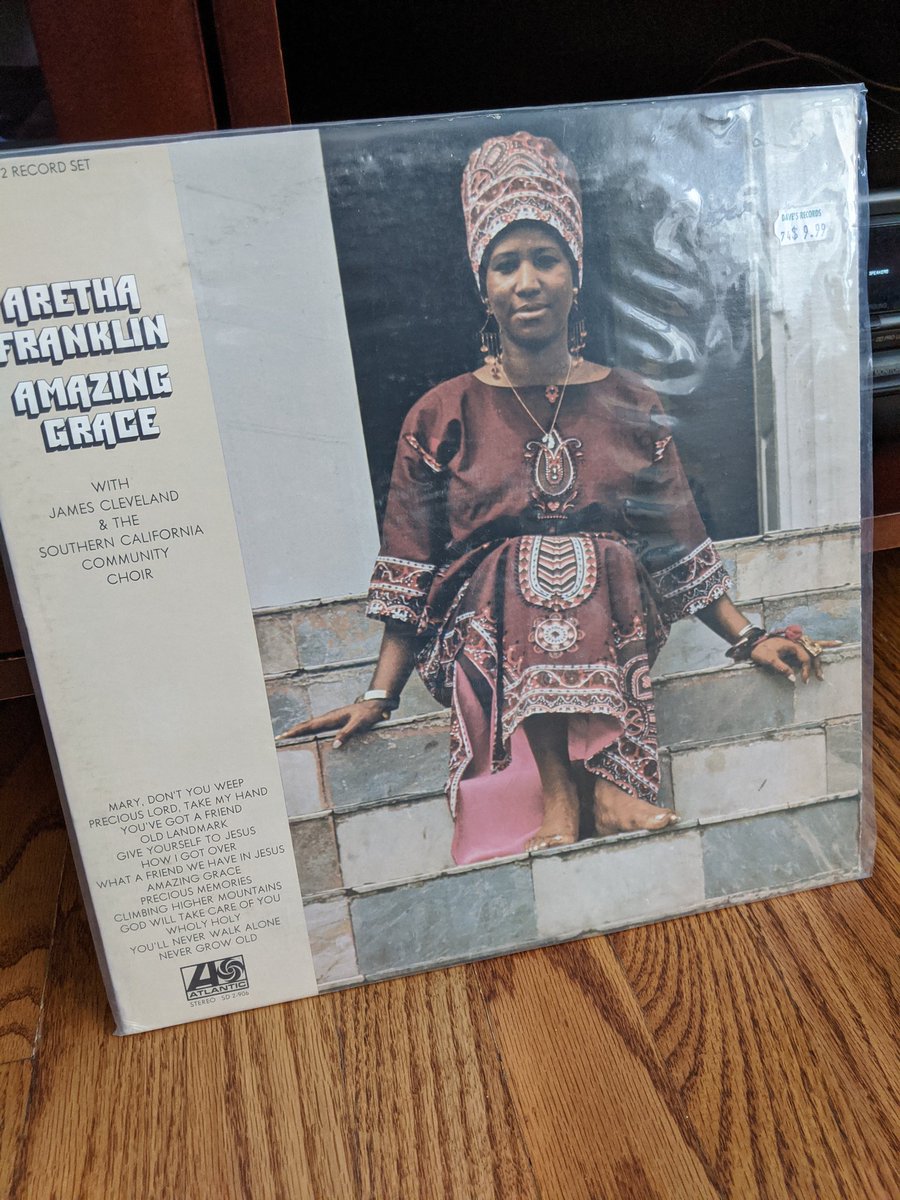 2 RECORD SET
ARETHA
FRANKLIN
AMAZING
GRACE
WITH
JAMES CLEVELAND
& THE
SOUTHERN CALIFORNIA
COMMUNITY
CHOIR
MARY, DON'T YOU WEEP
PRECIOUS LORD, TAKE MY HAND
YOU'VE GOT A FRIEND
OLD LANDMARK
GIVE YOURSELF TO JESUS
HOW I GOT OVER
WHAT A FRIEND WE HAVE IN JESUS
AMAZING GRACE
PRECIOUS MEMORIES
CLIMBING HIGHER MOUNTAINS
GOD WILL TAKE CARE OF YOU
WHOLY HOLY
YOU'LL NEVER WALK ALONE
NEVER GROW OLD
ATLANTIC
STEREO SD 2-906
DAVE'S RECORDS
74$ 9.99
SPEAKERS